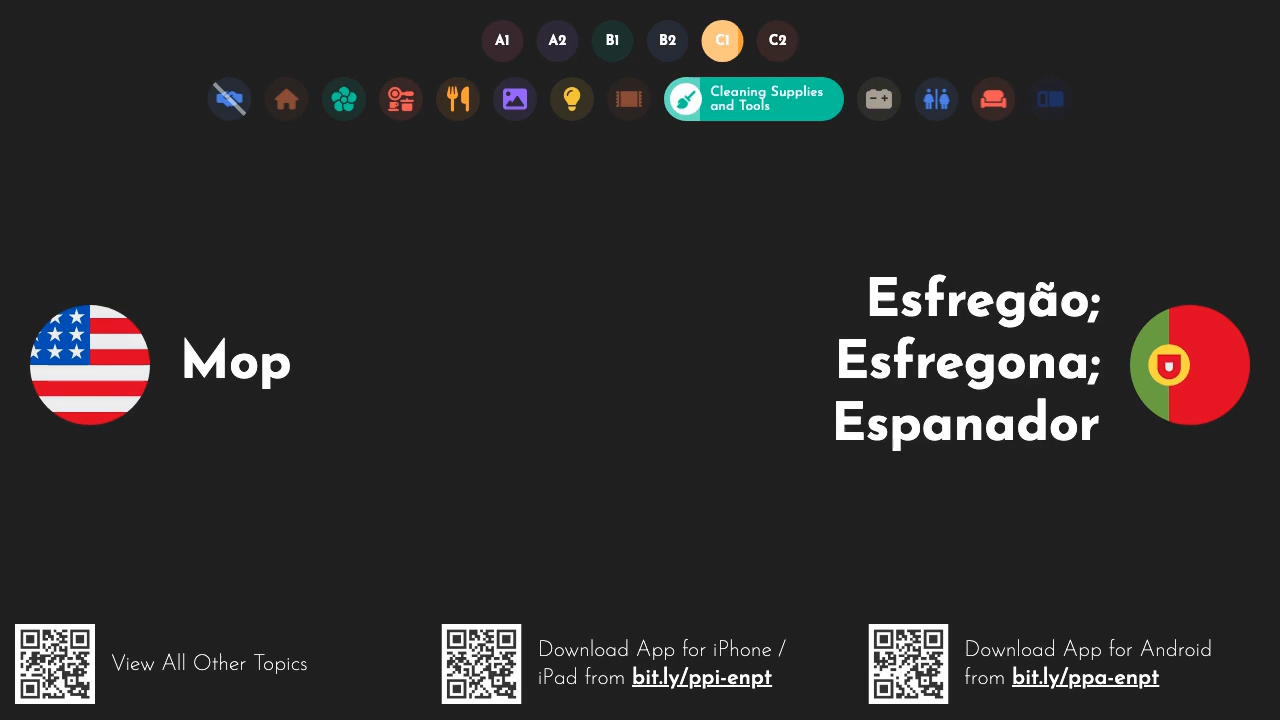 A1 A2 B1 B2 C1 C2
Cleaning Supplies
and Tools
Mop
Esfregão;
Esfregona;
Espanador
View All Other Topics
Download App for iPhone /
iPad from bit.ly/ppi-enpt
Download App for Android
from bit.ly/ppa-enpt